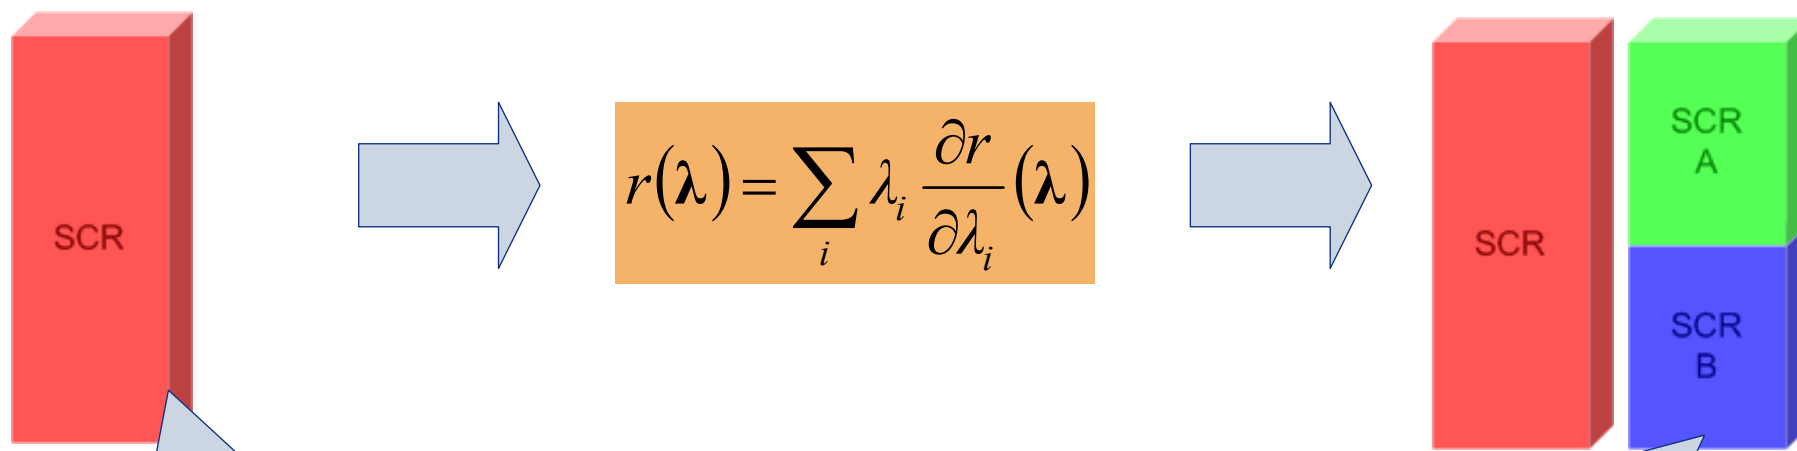 SCR
r(λ) = ∑_i λ_i ∂r/∂λ_i (λ)
SCR
SCR
A
SCR
B